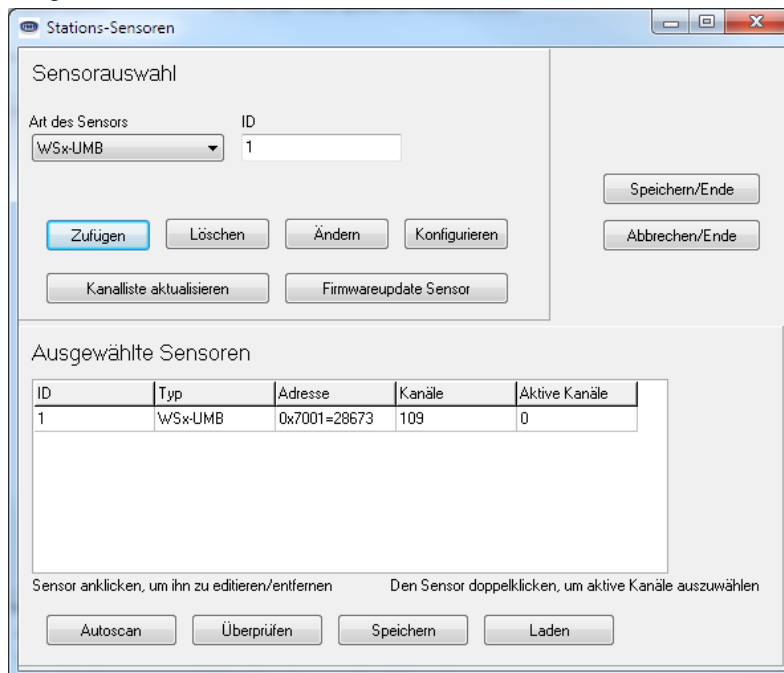 Stations-Sensoren
Sensorauswahl
Art des Sensors ID
WSx-UMB 1
Speichern/Ende
Zufügen Löschen Ändern Konfigurieren Abbrechen/Ende
Kanalliste aktualisieren Firmwareupdate Sensor
Ausgewählte Sensoren
ID Typ Adresse Kanäle Aktive Kanäle
1 WSx-UMB 0x7001=28673 109 0
Sensor anklicken, um ihn zu editieren/entfernen Den Sensor doppelklicken, um aktive Kanäle auszuwählen
Autoscan Überprüfen Speichern Laden